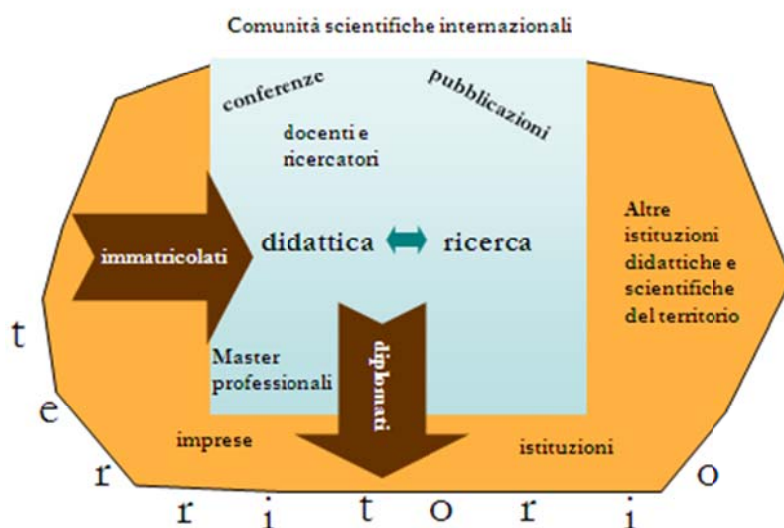 Comunità scientifiche internazionali
conferenze
pubblicazioni
docenti e
ricercatori
Altre
istituzioni
didattiche e
scientifiche
del territorio
immatricolati
didattica
ricerca
Master
professionali
diplomati
imprese
istituzioni
territorio